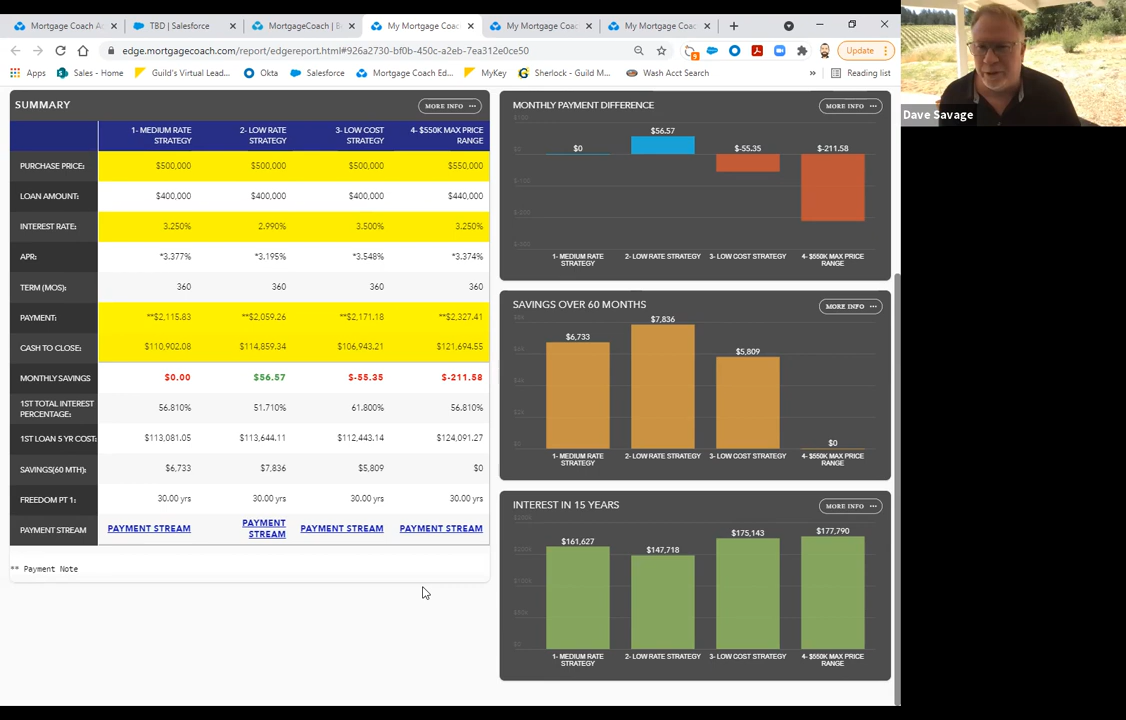 Mortgage Coach A
TBD | Salesforce
MortgageCoach | B
My Mortgage Coac
My Mortgage Coac
My Mortgage Coac
edge.mortgagecoach.com/report/edgereport.html#926a2730-bf0b-450c-a2eb-7ea312e0ce50
Update
Apps
Sales - Home
Guild's Virtual Lead...
Okta
Salesforce
Mortgage Coach Ed...
MyKey
Sherlock - Guild M...
Wash Acct Search
»
Reading list
Dave Savage
SUMMARY
MORE INFO
1- MEDIUM RATE STRATEGY
2- LOW RATE STRATEGY
3- LOW COST STRATEGY
4- $550K MAX PRICE RANGE
PURCHASE PRICE: $500,000 $500,000 $500,000 $550,000
LOAN AMOUNT: $400,000 $400,000 $400,000 $440,000
INTEREST RATE: 3.250% 2.990% 3.500% 3.250%
APR: *3.377% *3.195% *3.548% *3.374%
TERM (MOS): 360 360 360 360
PAYMENT: **$2,115.83 **$2,059.26 **$2,171.18 **$2,327.41
CASH TO CLOSE: $110,902.08 $114,859.34 $106,943.21 $121,694.55
MONTHLY SAVINGS $0.00 $56.57 $-55.35 $-211.58
1ST TOTAL INTEREST PERCENTAGE: 56.810% 51.710% 61.800% 56.810%
1ST LOAN 5 YR COST: $113,081.05 $113,644.11 $112,443.14 $124,091.27
SAVINGS(60 MTH): $6,733 $7,836 $5,809 $0
FREEDOM PT 1: 30.00 yrs 30.00 yrs 30.00 yrs 30.00 yrs
PAYMENT STREAM PAYMENT STREAM PAYMENT STREAM PAYMENT STREAM PAYMENT STREAM
** Payment Note
MONTHLY PAYMENT DIFFERENCE
MORE INFO
$0
$56.57
$-55.35
$-211.58
1- MEDIUM RATE STRATEGY
2- LOW RATE STRATEGY
3- LOW COST STRATEGY
4- $550K MAX PRICE RANGE
SAVINGS OVER 60 MONTHS
MORE INFO
$6,733
$7,836
$5,809
$0
1- MEDIUM RATE STRATEGY
2- LOW RATE STRATEGY
3- LOW COST STRATEGY
4- $550K MAX PRICE RANGE
INTEREST IN 15 YEARS
MORE INFO
$161,627
$147,718
$175,143
$177,790
1- MEDIUM RATE STRATEGY
2- LOW RATE STRATEGY
3- LOW COST STRATEGY
4- $550K MAX PRICE RANGE